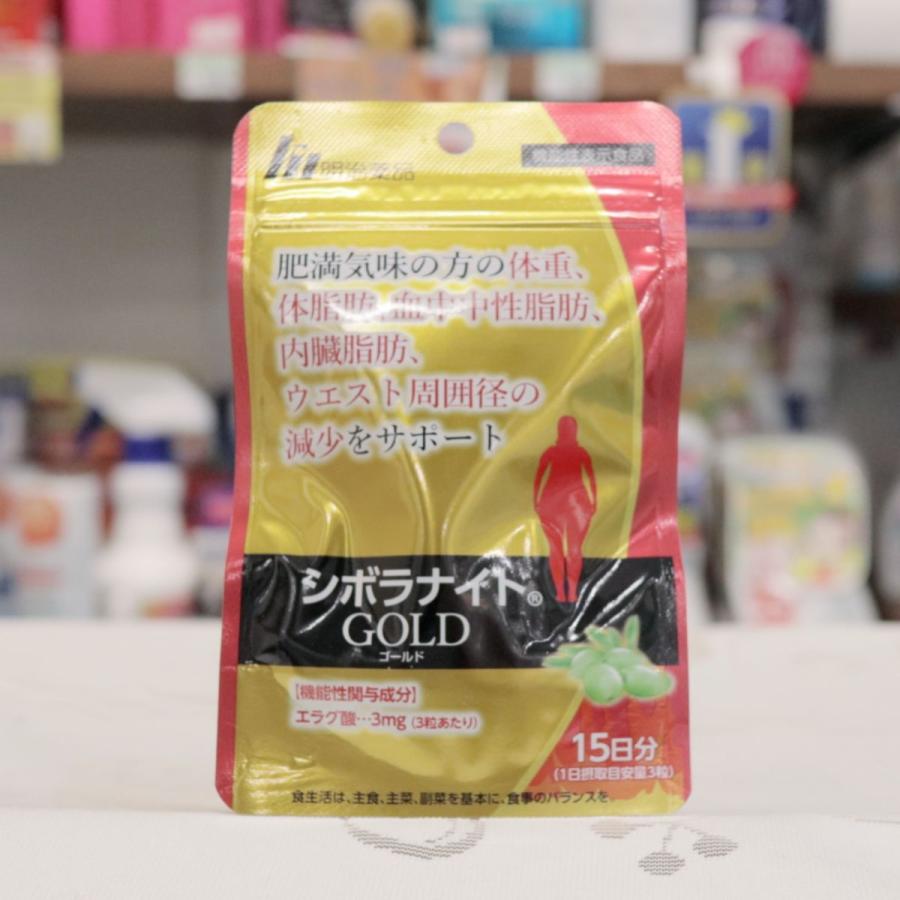 明治薬品
機能性表示食品
肥満気味の方の体重、
体脂肪、血中中性脂肪、
内臓脂肪、
ウエスト周囲径の
減少をサポート
シボラナイト®
GOLD
ゴールド
【機能性関与成分】
エラグ酸…3mg（3粒あたり）
15日分
（1日摂取目安量3粒）
食生活は、主食、主菜、副菜を基本に、食事のバランスを。